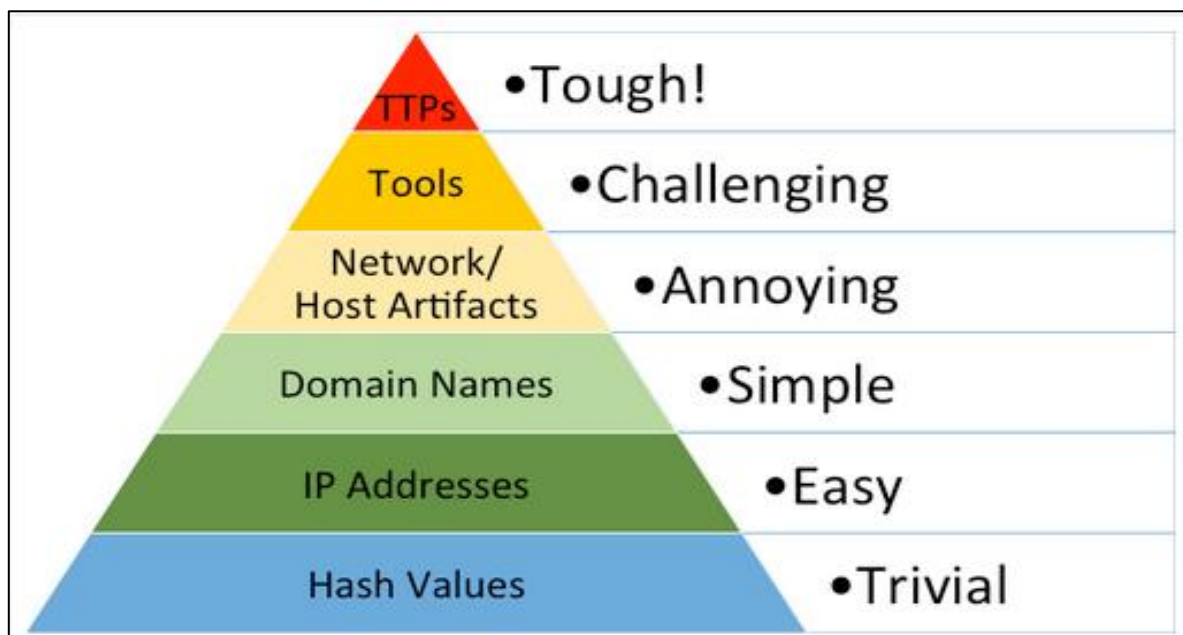 TTPs
•Tough!
Tools
•Challenging
Network/
Host Artifacts
•Annoying
Domain Names
•Simple
IP Addresses
•Easy
Hash Values
•Trivial